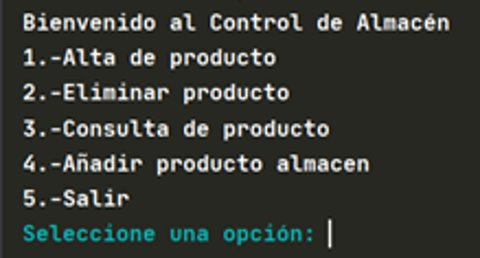 Bienvenido al Control de Almacén
1.-Alta de producto
2.-Eliminar producto
3.-Consulta de producto
4.-Añadir producto almacen
5.-Salir
Seleccione una opción: